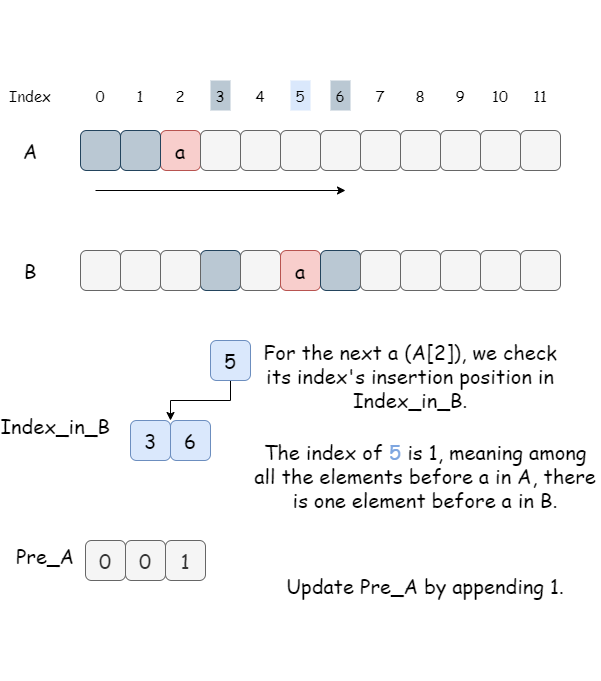 Index 0 1 2 3 4 5 6 7 8 9 10 11
A a
B a
5
For the next a (A[2]), we check
its index's insertion position in
Index_in_B.
Index_in_B 3 6
The index of 5 is 1, meaning among
all the elements before a in A, there
is one element before a in B.
Pre_A 0 0 1
Update Pre_A by appending 1.